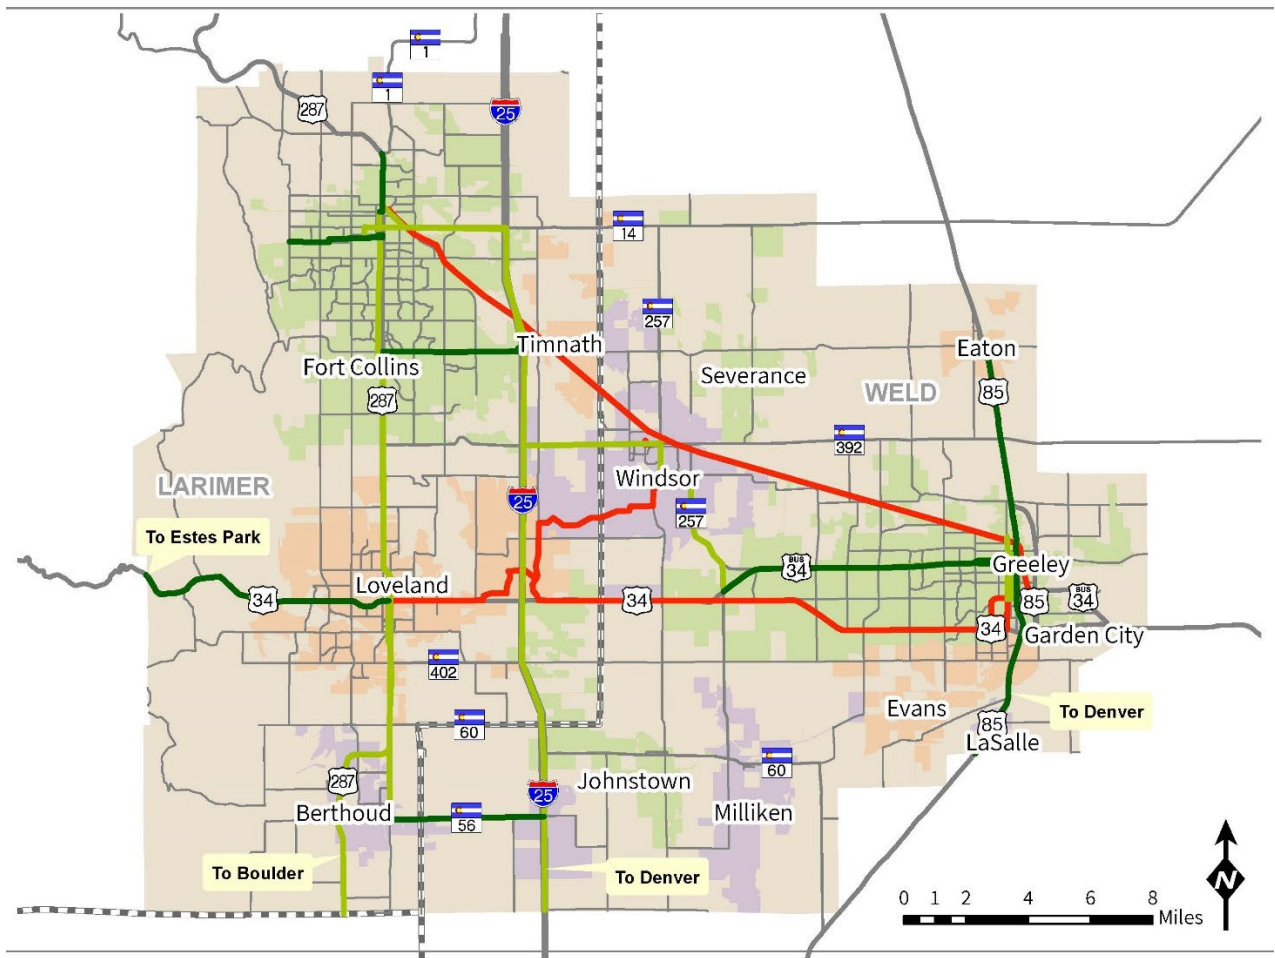 1
1
287
25
14
257
Timnath
Eaton
Fort Collins
Severance
WELD
85
287
392
LARIMER
Windsor
25
257
To Estes Park
BUS
34
Greeley
Loveland
34
34
85
BUS
34
34
Garden City
402
Evans
To Denver
60
85
LaSalle
60
287
Johnstown
25
Berthoud
56
Milliken
To Boulder
To Denver
N
0 1 2 4 6 8
Miles